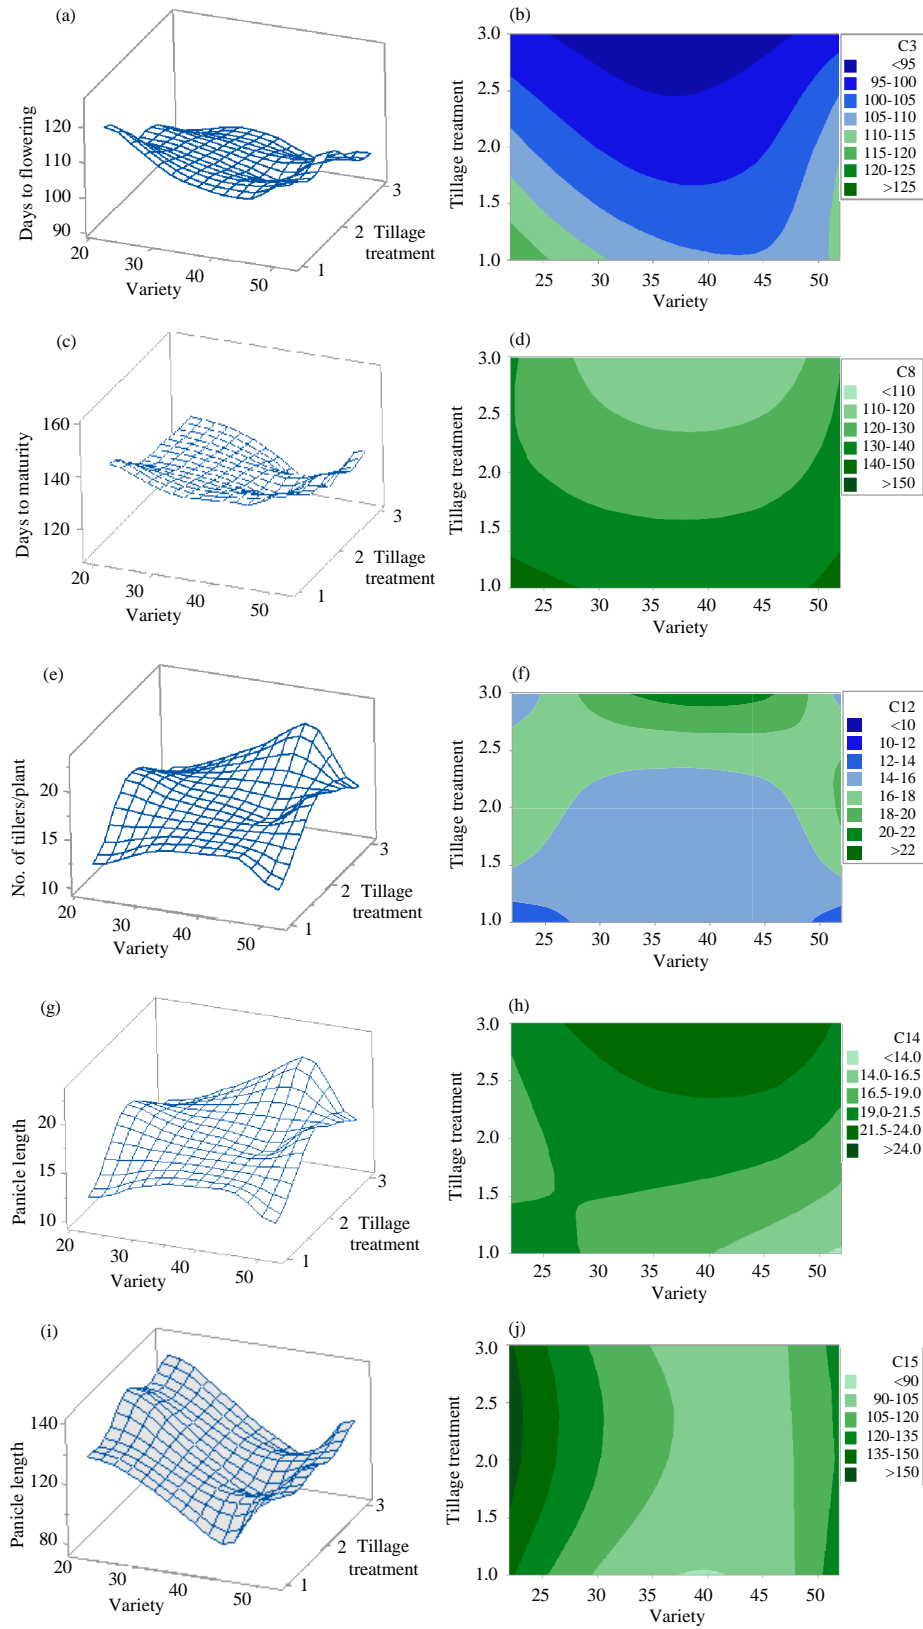 (a)
Days to flowering
120
110
100
90
20
30
40
50
Variety
1
2
3
Tillage
treatment
(b)
Tillage treatment
3.0
2.5
2.0
1.5
1.0
25 30 35 40 45 50
Variety
C3
<95
95-100
100-105
105-110
110-115
115-120
120-125
>125
(c)
Days to maturity
160
140
120
20
30
40
50
Variety
1
2
3
Tillage
treatment
(d)
Tillage treatment
3.0
2.5
2.0
1.5
1.0
25 30 35 40 45 50
Variety
C8
<110
110-120
120-130
130-140
140-150
>150
(e)
No. of tillers/plant
20
15
10
20
30
40
50
Variety
1
2
3
Tillage
treatment
(f)
Tillage treatment
3.0
2.5
2.0
1.5
1.0
25 30 35 40 45 50
Variety
C12
<10
10-12
12-14
14-16
16-18
18-20
20-22
>22
(g)
Panicle length
20
15
10
20
30
40
50
Variety
1
2
3
Tillage
treatment
(h)
Tillage treatment
3.0
2.5
2.0
1.5
1.0
25 30 35 40 45 50
Variety
C14
<14.0
14.0-16.5
16.5-19.0
19.0-21.5
21.5-24.0
>24.0
(i)
Panicle length
140
120
130
80
20
30
40
50
Variety
1
2
3
Tillage
treatment
(j)
Tillage treatment
3.0
2.5
2.0
1.5
1.0
25 30 35 40 45 50
Variety
C15
<90
90-105
105-120
120-135
135-150
>150